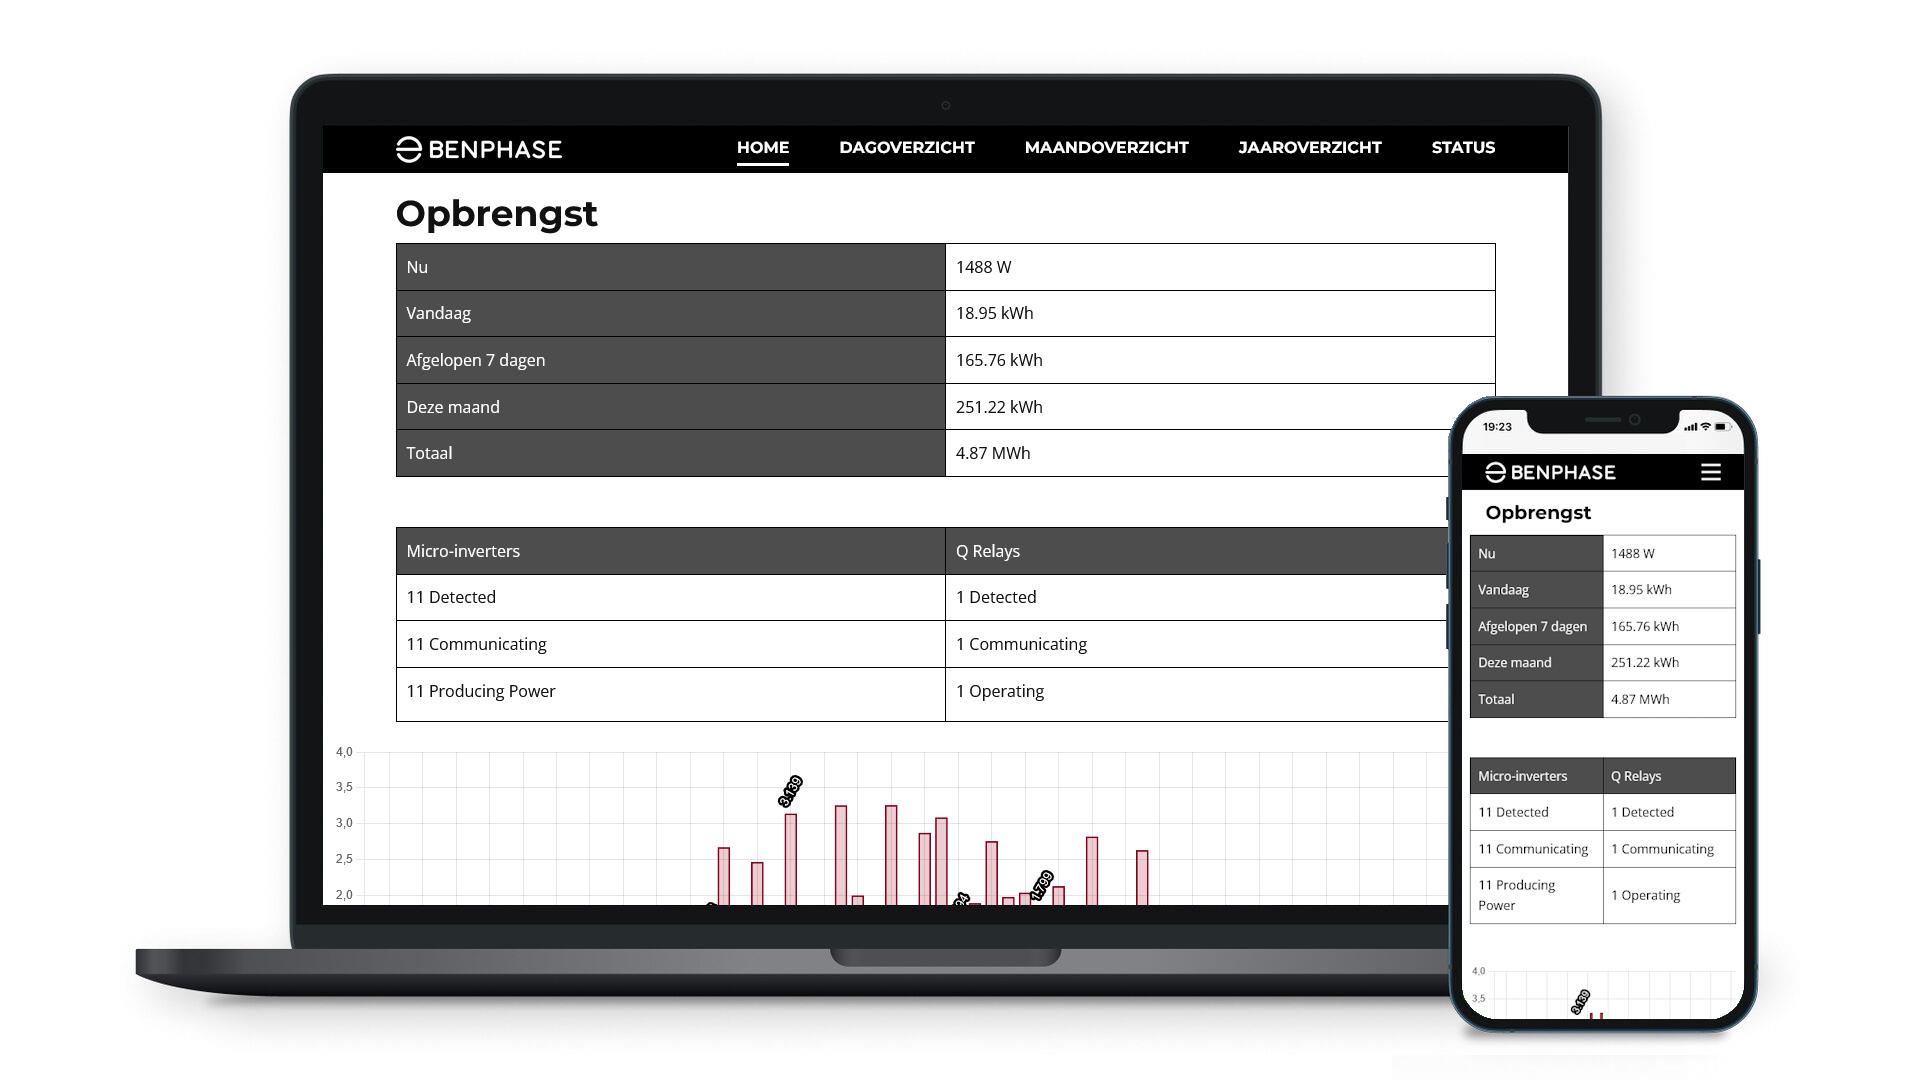 BENPHASE HOME DAGOVERZICHT MAANDOVERZICHT JAAROVERZICHT STATUS
Opbrengst
Nu 1488 W
Vandaag 18.95 kWh
Afgelopen 7 dagen 165.76 kWh
Deze maand 251.22 kWh
Totaal 4.87 MWh
Micro-inverters Q Relays
11 Detected 1 Detected
11 Communicating 1 Communicating
11 Producing Power 1 Operating
4,0
3,5
3,0
2,5
2,0
3.139
1.799
19:23
BENPHASE
Opbrengst
Nu 1488 W
Vandaag 18.95 kWh
Afgelopen 7 dagen 165.76 kWh
Deze maand 251.22 kWh
Totaal 4.87 MWh
Micro-inverters Q Relays
11 Detected 1 Detected
11 Communicating 1 Communicating
11 Producing
Power 1 Operating
4,0
3,5
3.139